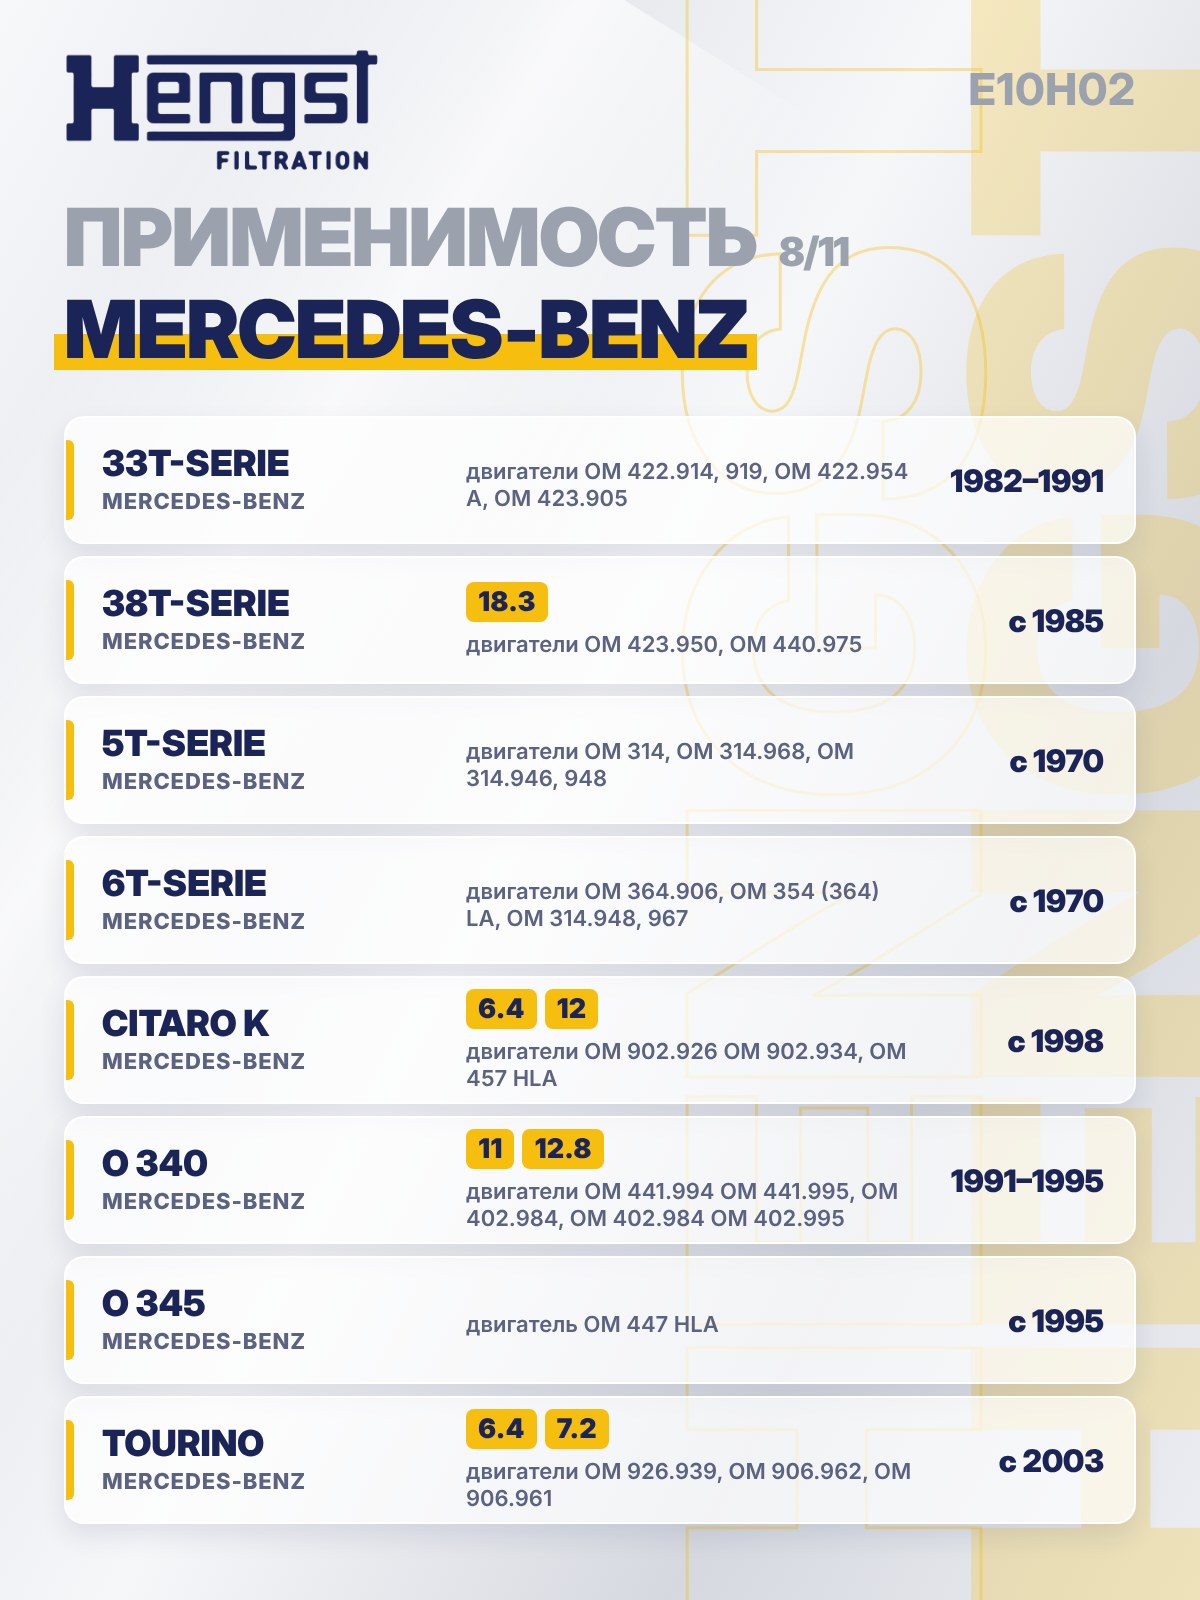 Hengst
FILTRATION
E10H02
ПРИМЕНИМОСТЬ 8/11
MERCEDES-BENZ
33T-SERIE
MERCEDES-BENZ
двигатели OM 422.914, 919, OM 422.954
A, OM 423.905
1982–1991
38T-SERIE
MERCEDES-BENZ
18.3
двигатели OM 423.950, OM 440.975
с 1985
5T-SERIE
MERCEDES-BENZ
двигатели OM 314, OM 314.968, OM
314.946, 948
с 1970
6T-SERIE
MERCEDES-BENZ
двигатели OM 364.906, OM 354 (364)
LA, OM 314.948, 967
с 1970
CITARO K
MERCEDES-BENZ
6.4 12
двигатели OM 902.926 OM 902.934, OM
457 HLA
с 1998
O 340
MERCEDES-BENZ
11 12.8
двигатели OM 441.994 OM 441.995, OM
402.984, OM 402.984 OM 402.995
1991–1995
O 345
MERCEDES-BENZ
двигатель OM 447 HLA
с 1995
TOURINO
MERCEDES-BENZ
6.4 7.2
двигатели OM 926.939, OM 906.962, OM
906.961
с 2003
HENGST